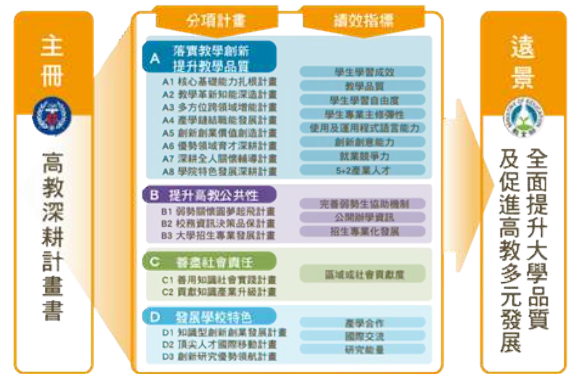 主冊
高教深耕計畫書
分項計畫
績效指標
A 落實教學創新
提升教學品質
A1 核心基礎能力扎根計畫
A2 教學革新知能深造計畫
A3 多方位跨領域增能計畫
A4 產學鏈結職能發展計畫
A5 創新創業價值創造計畫
A6 優勢領域育才深耕計畫
A7 深耕全人關懷輔導計畫
A8 學院特色發展深耕計畫
學生學習成效
教學品質
學生學習自由度
學生專業主修彈性
使用及運用程式語言能力
創新創意能力
就業競爭力
5+2產業人才
B 提升高教公共性
B1 弱勢關懷圓夢起飛計畫
B2 校務資訊決策品保計畫
B3 大學招生專業發展計畫
完善弱勢生協助機制
公開辦學資訊
招生專業化發展
C 善盡社會責任
C1 善用知識社會實踐計畫
C2 貢獻知識產業升級計畫
區域或社會貢獻度
D 發展學校特色
D1 知識型創新創業發展計畫
D2 頂尖人才國際移動計畫
D3 創新研究優勢領航計畫
產學合作
國際交流
研究能量
遠景
全面提升大學品質
及促進高教多元發展